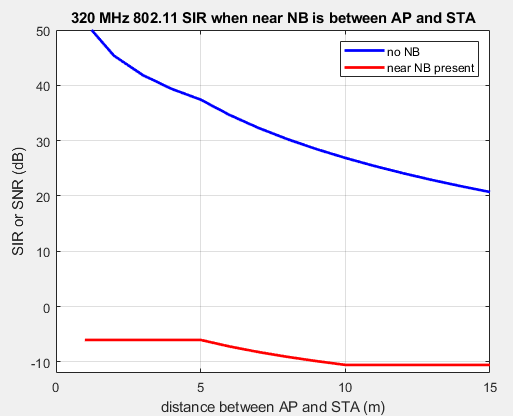 320 MHz 802.11 SIR when near NB is between AP and STA
50
40
30
20
10
0
-10
SIR or SNR (dB)
no NB
near NB present
0
5
10
15
distance between AP and STA (m)